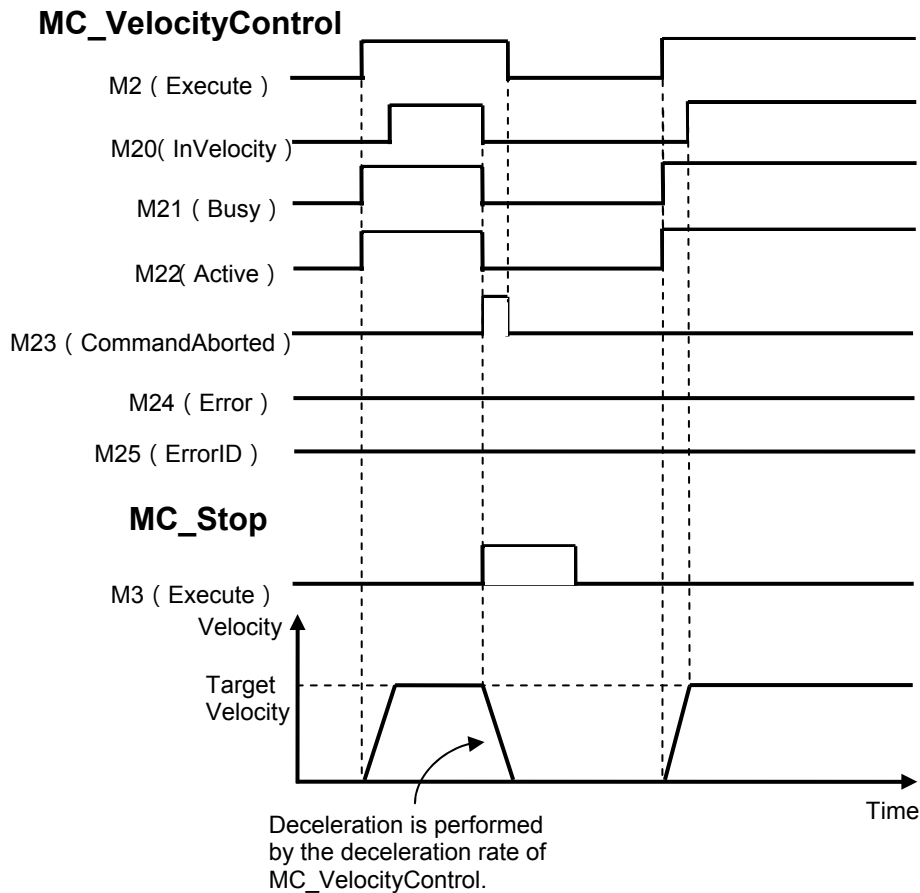 MC_VelocityControl
M2 ( Execute )
M20( InVelocity )
M21 ( Busy )
M22( Active )
M23 ( CommandAborted )
M24 ( Error )
M25 ( ErrorID )
MC_Stop
M3 ( Execute )
Velocity
Target
Velocity
Time
Deceleration is performed
by the deceleration rate of
MC_VelocityControl.